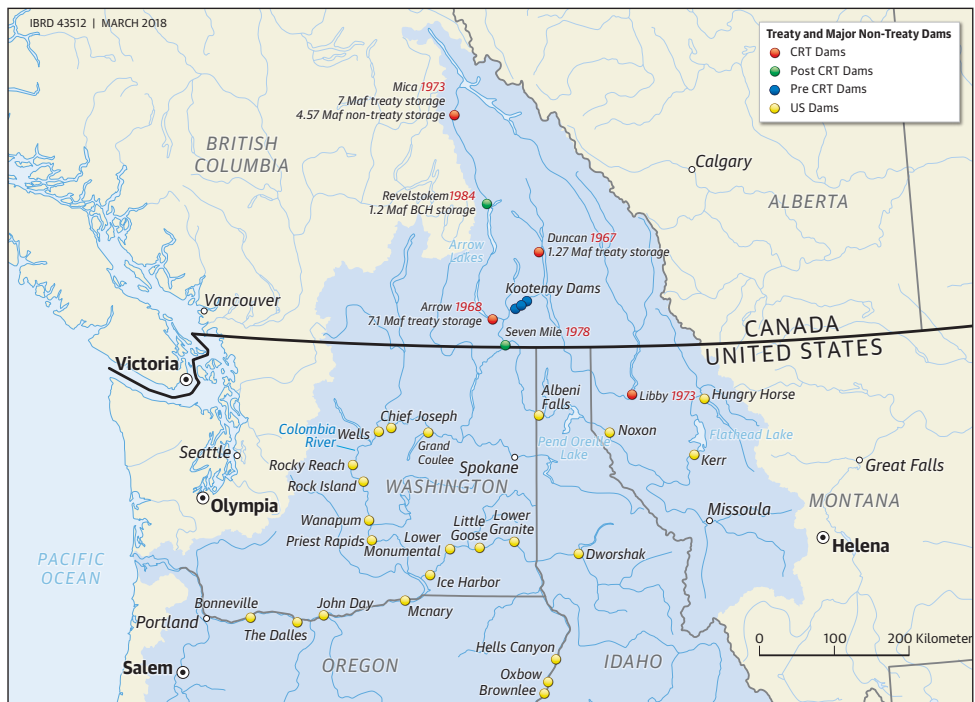 IBRD 43512 | MARCH 2018
Treaty and Major Non-Treaty Dams
CRT Dams
Post CRT Dams
Pre CRT Dams
US Dams
Mica 1973
7 Maf treaty storage
4.57 Maf non-treaty storage
BRITISH
COLUMBIA
Calgary
ALBERTA
Revelstokem1984
1.2 Maf BCH storage
Arrow
Lakes
Duncan 1967
1.27 Maf treaty storage
Kootenay Dams
Vancouver
Arrow 1968
7.1 Maf treaty storage
Seven Mile 1978
CANADA
UNITED STATES
Victoria
Albeni
Falls
Libby 1973
Hungry Horse
Chief Joseph
Colombia
River
Wells
Grand
Coulee
Noxon
Pend Oreille
Lake
Flathead Lake
Seattle
Rocky Reach
Spokane
Kerr
Great Falls
Rock Island
WASHINGTON
Olympia
MONTANA
Missoula
Wanapum
Little
Goose
Lower
Granite
Priest Rapids
Lower
Monumental
Helena
Dworshak
PACIFIC
OCEAN
Ice Harbor
Bonneville
John Day
Mcnary
Portland
The Dalles
0 100 200 Kilometer
Hells Canyon
Salem
OREGON
IDAHO
Oxbow
Brownlee